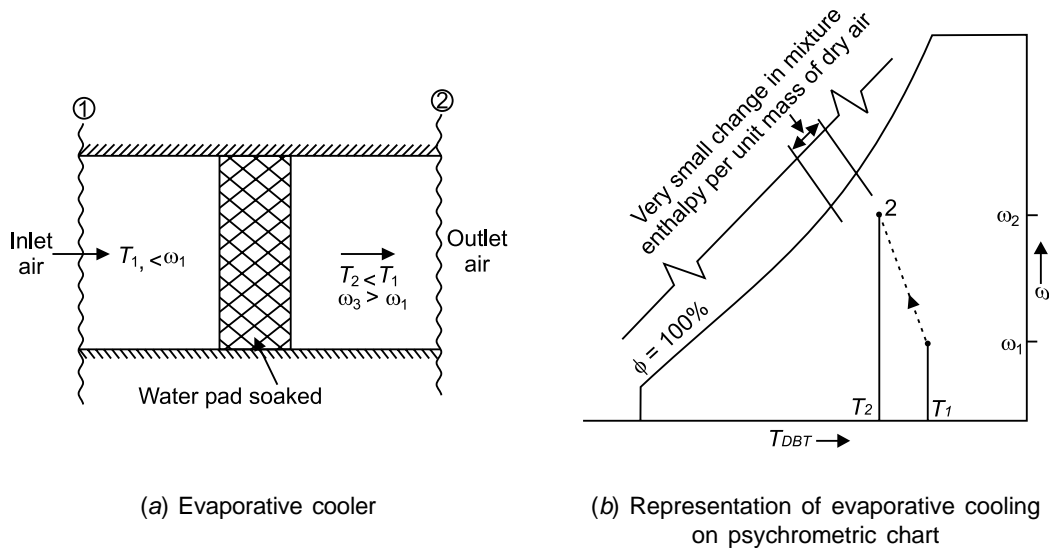 ①
②
Inlet
air
T₁, <ω₁
T₂ < T₁
ω₃ > ω₁
Outlet
air
Water pad soaked
(a) Evaporative cooler
Very small change in mixture
enthalpy per unit mass of dry air
ϕ = 100%
2
ω₂
ω
ω₁
T₂
T₁
T_DBT
(b) Representation of evaporative cooling
on psychrometric chart